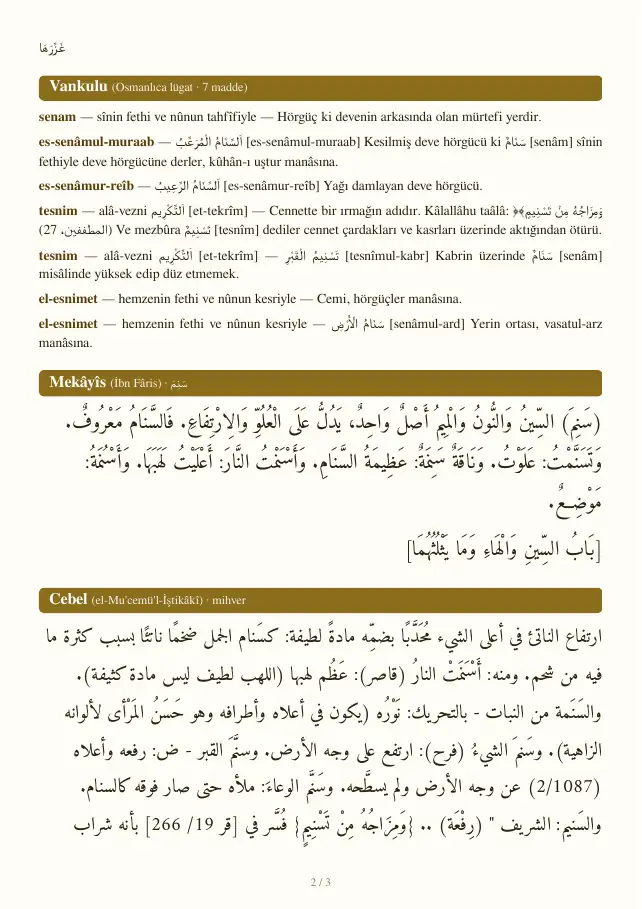 غَزُرَهَا
Vankulu (Osmanlıca lügat · 7 madde)
senam — sînin fethi ve nûnun tahfîfiyle — Hörgüç ki devenin arkasında olan mürtefi yerdir.
es-senâmul-muraab — اَلسَّنَامُ الْمُرَعَّبُ [es-senâmul-muraab] Kesilmiş deve hörgücü ki سَنَامٌ [senâm] sînin
fethiyle deve hörgücüne derler, kûhân-ı uştur manâsına.
es-senâmur-reîb — اَلسَّنَامُ الرَّعِيبُ [es-senâmur-reîb] Yağı damlayan deve hörgücü.
tesnim — alâ-vezni اَلتَّكْرِيم [et-tekrîm] — Cennette bir ırmağın adıdır. Kâlallâhu taâlâ: ﴿وَمِزَاجُهُ مِنْ تَسْنِيمٍ﴾
(المطففين، 27) Ve mezbûra تَسْنِيمٌ [tesnîm] dediler cennet çardakları ve kasrları üzerinde aktığından ötürü.
tesnim — alâ-vezni اَلتَّكْرِيم [et-tekrîm] — تَسْنِيمُ الْقَبْرِ [tesnîmul-kabr] Kabrin üzerinde سَنَامٌ [senâm]
misâlinde yüksek edip düz etmemek.
el-esnimet — hemzenin fethi ve nûnun kesriyle — Cemi, hörgüçler manâsına.
el-esnimet — hemzenin fethi ve nûnun kesriyle — سَنَامُ الْأَرْضِ [senâmul-ard] Yerin ortası, vasatul-arz
manâsına.
Mekâyîs (İbn Fâris) · سَنِمَ
(سَنِمَ) السِّينُ وَالنُّونُ وَالْمِيمُ أَصْلٌ وَاحِدٌ، يَدُلُّ عَلَى الْعُلُوِّ وَالِارْتِفَاعِ. فَالسَّنَامُ مَعْرُوفٌ.
وَتَسَنَّمْتُ: عَلَوْتُ. وَنَاقَةٌ سَنِمَةٌ: عَظِيمَةُ السَّنَامِ. وَأَسْنَمْتُ النَّارَ: أَعْلَيْتُ لَهَبَهَا. وَأَسْنُمَةُ:
مَوْضِعٌ.
[بَابُ السِّينِ وَالْهَاءِ وَمَا يَثْلُثُهُمَا]
Cebel (el-Mu'cemü'l-İştikâkî) · mihver
ارتفاع الناتئ في أعلى الشيء مُحَدَّبًا بضمِّه مادةً لطيفة: كسَنام الجمل ضخمًا ناتئًا بسبب كثرة ما
فيه من شحم. ومنه: أَسْنَمَتْ النارُ (قاصر): عَظُم لهبها (اللهب لطيف ليس مادة كثيفة).
والسَنَمة من النبات - بالتحريك: نَوْرُه (يكون في أعلاه وأطرافه وهو حَسَنُ المَرْأى لألوانه
الزاهية). وسَنمَ الشيءُ (فرح): ارتفع على وجه الأرض. وسنَّمَ القبر - ض: رفعه وأعلاه
(2/1087) عن وجه الأرض ولم يسطِّحه. وسَنَّم الوعاءَ: ملأه حتى صار فوقه كالسنام.
والسَنيم: الشريف " (رِفْعَة) .. {وَمِزَاجُهُ مِنْ تَسْنِيمٍ} فُسَّر في [قر 19/ 266] بأنه شراب
2 / 3